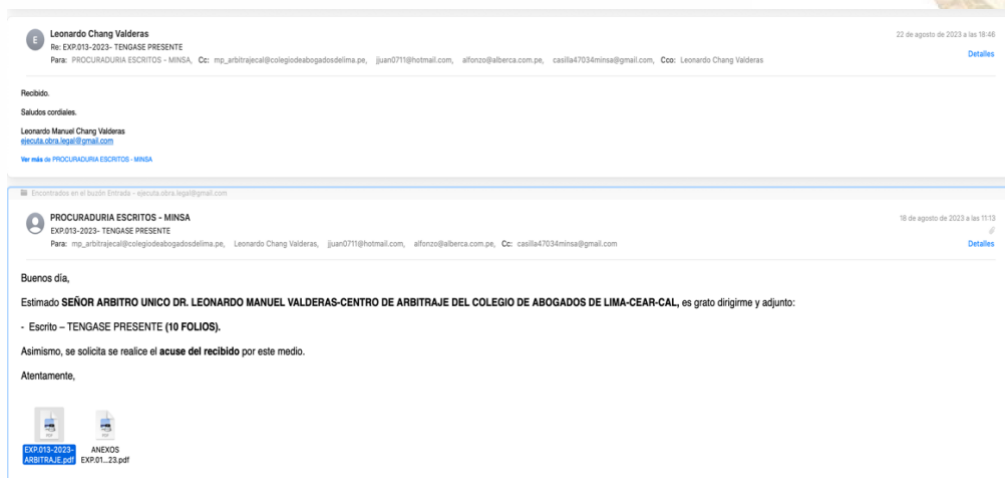 E
Leonardo Chang Valderas
22 de agosto de 2023 a las 18:46
Re: EXP.013-2023- TENGASE PRESENTE
Detalles
Para: PROCURADURIA ESCRITOS - MINSA, Cc: mp_arbitrajecal@colegiodeabogadosdelima.pe, jjuan0711@hotmail.com, alfonzo@alberca.com.pe, casilla47034minsa@gmail.com, Cco: Leonardo Chang Valderas
Recibido.
Saludos cordiales.
Leonardo Manuel Chang Valderas
ejecuta.obra.legal@gmail.com
Ver más de PROCURADURIA ESCRITOS - MINSA
Encontrados en el buzón Entrada - ejecuta.obra.legal@gmail.com
PROCURADURIA ESCRITOS - MINSA
18 de agosto de 2023 a las 11:13
EXP.013-2023- TENGASE PRESENTE
Para: mp_arbitrajecal@colegiodeabogadosdelima.pe, Leonardo Chang Valderas, jjuan0711@hotmail.com, alfonzo@alberca.com.pe, Cc: casilla47034minsa@gmail.com
Detalles
Buenos día,
Estimado SEÑOR ARBITRO UNICO DR. LEONARDO MANUEL VALDERAS-CENTRO DE ARBITRAJE DEL COLEGIO DE ABOGADOS DE LIMA-CEAR-CAL, es grato dirigirme y adjunto:
- Escrito – TENGASE PRESENTE (10 FOLIOS).
Asimismo, se solicita se realice el acuse del recibido por este medio.
Atentamente,
EXP.013-2023-
ARBITRAJE.pdf
ANEXOS
EXP.01...23.pdf